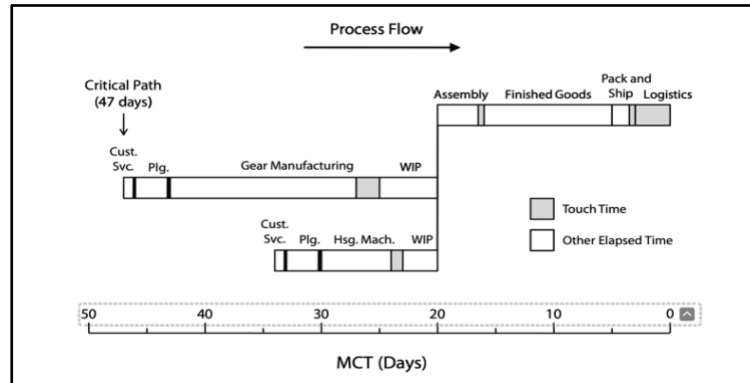 Process Flow
Critical Path
(47 days)
Pack and
Assembly Finished Goods Ship Logistics
Cust.
Svc. Plg. Gear Manufacturing WIP
Touch Time
Cust.
Svc. Plg. Hsg. Mach. WIP
Other Elapsed Time
50 40 30 20 10 0
MCT (Days)